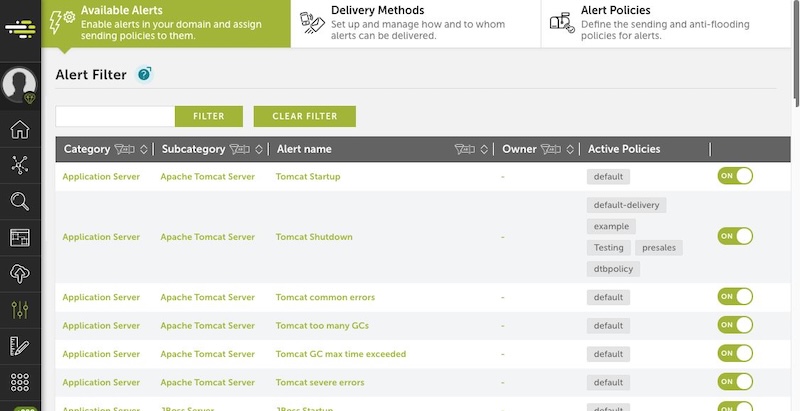 Available Alerts
Enable alerts in your domain and assign
sending policies to them.
Delivery Methods
Set up and manage how and to whom
alerts can be delivered.
Alert Policies
Define the sending and anti-flooding
policies for alerts.
Alert Filter ?
FILTER CLEAR FILTER
Category Subcategory Alert name Owner Active Policies
Application Server Apache Tomcat Server Tomcat Startup - default ON
default-delivery
example
Application Server Apache Tomcat Server Tomcat Shutdown - ON
Testing presales
dtbpolicy
Application Server Apache Tomcat Server Tomcat common errors - default ON
Application Server Apache Tomcat Server Tomcat too many GCs - default ON
Application Server Apache Tomcat Server Tomcat GC max time exceeded - default ON
Application Server Apache Tomcat Server Tomcat severe errors - default ON
Application Server JBoss Server JBoss Startup - default ON